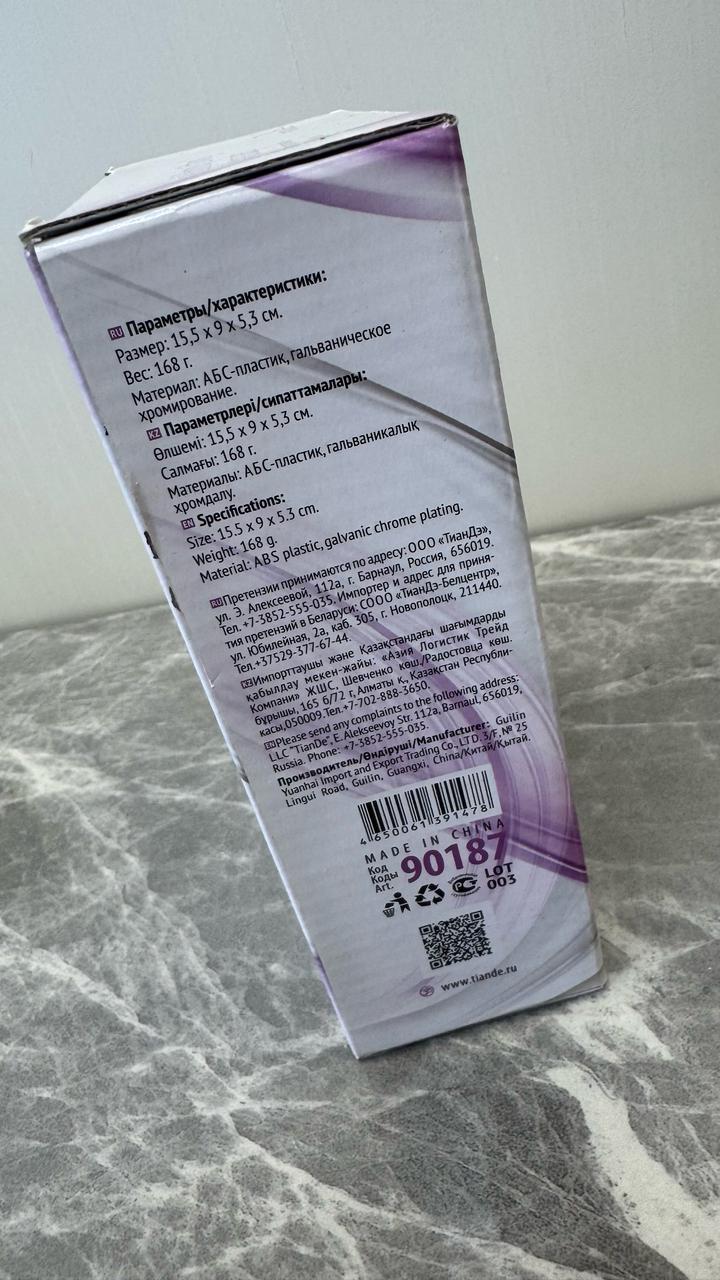 RU Параметры/характеристики:
Размер: 15,5 x 9 x 5,3 см.
Вес: 168 г.
Материал: АБС-пластик, гальваническое
хромирование.
KZ Параметрлері/сипаттамалары:
Өлшемі: 15,5 x 9 x 5,3 см.
Салмағы: 168 г.
Материалы: АБС-пластик, гальваникалық
хромдалу.
EN Specifications:
Size: 15.5 x 9 x 5.3 cm.
Weight: 168 g.
Material: ABS plastic, galvanic chrome plating.
RU Претензии принимаются по адресу: ООО «ТианДэ»,
ул. Э. Алексеевой, 112а, г. Барнаул, Россия, 656019.
Тел. +7-3852-555-035. Импортер и адрес для приня-
тия претензий в Беларуси: СООО «ТианДэ-Белцентр»,
ул. Юбилейная, 2а, каб. 305, г. Новополоцк, 211440.
Тел.+37529-377-67-44.
KZ Импорттаушы және Қазақстандағы шағымдарды
қабылдау мекен-жайы: «Азия Логистик Трейд
Компани» ЖШС, Шевченко көш./Радостовца көш.
бұрышы, 165 б/72 г, Алматы қ., Қазақстан Республи-
касы,050009.Тел.+7-702-888-3650.
EN Please send any complaints to the following address:
LLC "TianDe", E. Alekseevoy Str. 112a, Barnaul, 656019,
Russia. Phone: +7-3852-555-035.
Производитель/Өндіруші/Manufacturer: Guilin
Yuanhai Import and Export Trading Co., LTD. 3/F, № 25
Lingui Road, Guilin, Guangxi, China/Китай/Қытай.
4 650061 391478
MADE IN CHINA
Код
Коды
Art.
90187
LOT
003
www.tiande.ru